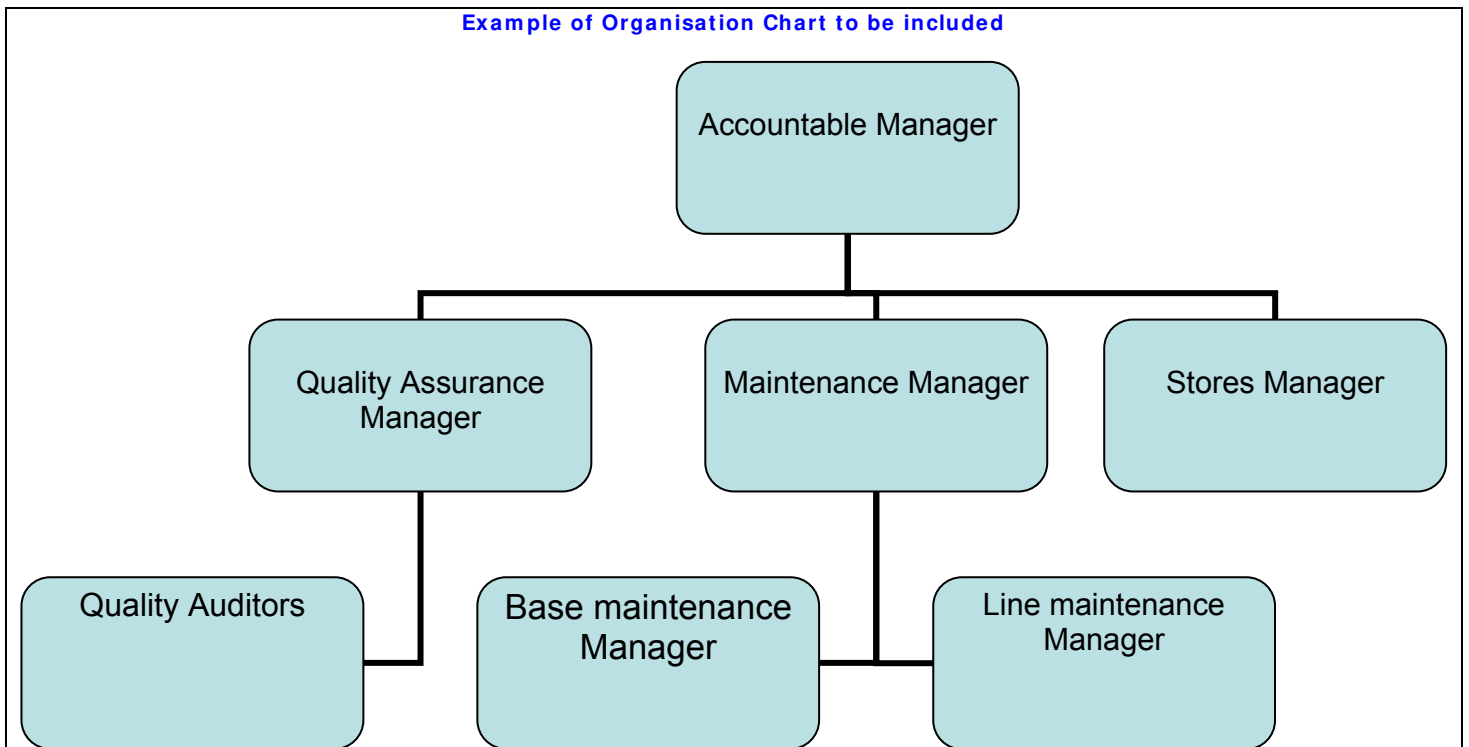 Example of Organisation Chart to be included
Accountable Manager
Quality Assurance
Manager
Maintenance Manager
Stores Manager
Quality Auditors
Base maintenance
Manager
Line maintenance
Manager